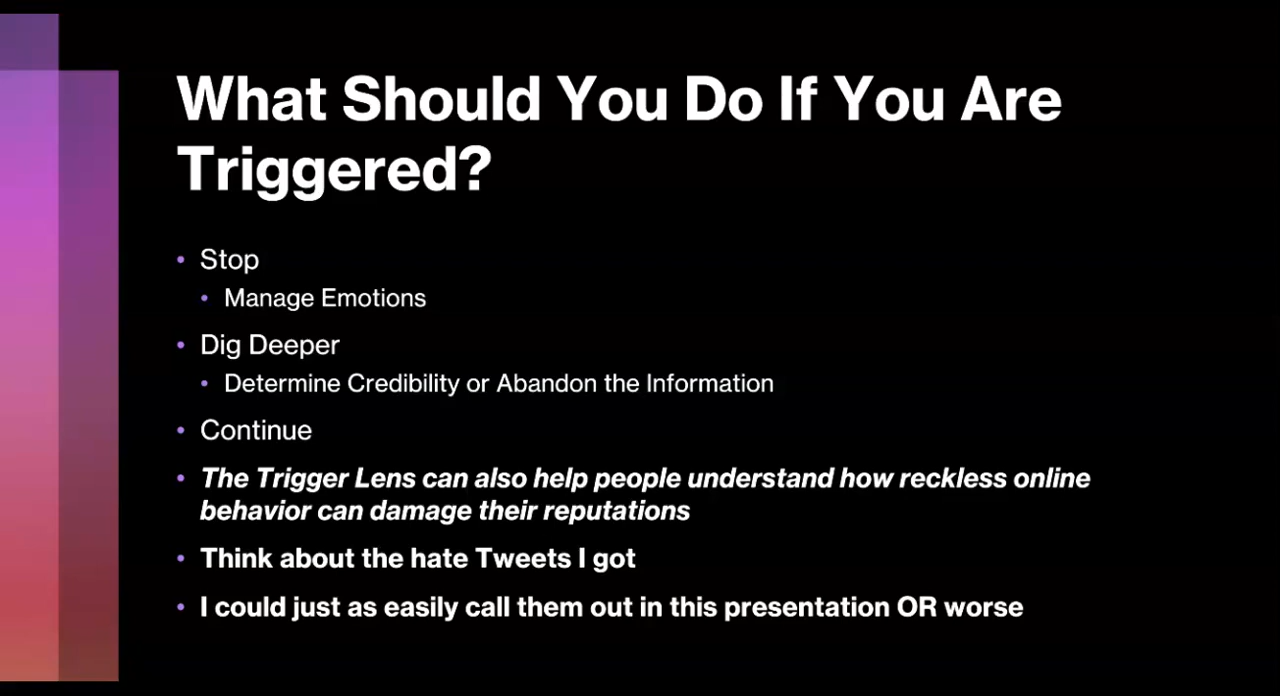 What Should You Do If You Are
Triggered?
• Stop
• Manage Emotions
• Dig Deeper
• Determine Credibility or Abandon the Information
• Continue
• The Trigger Lens can also help people understand how reckless online
behavior can damage their reputations
• Think about the hate Tweets I got
• I could just as easily call them out in this presentation OR worse